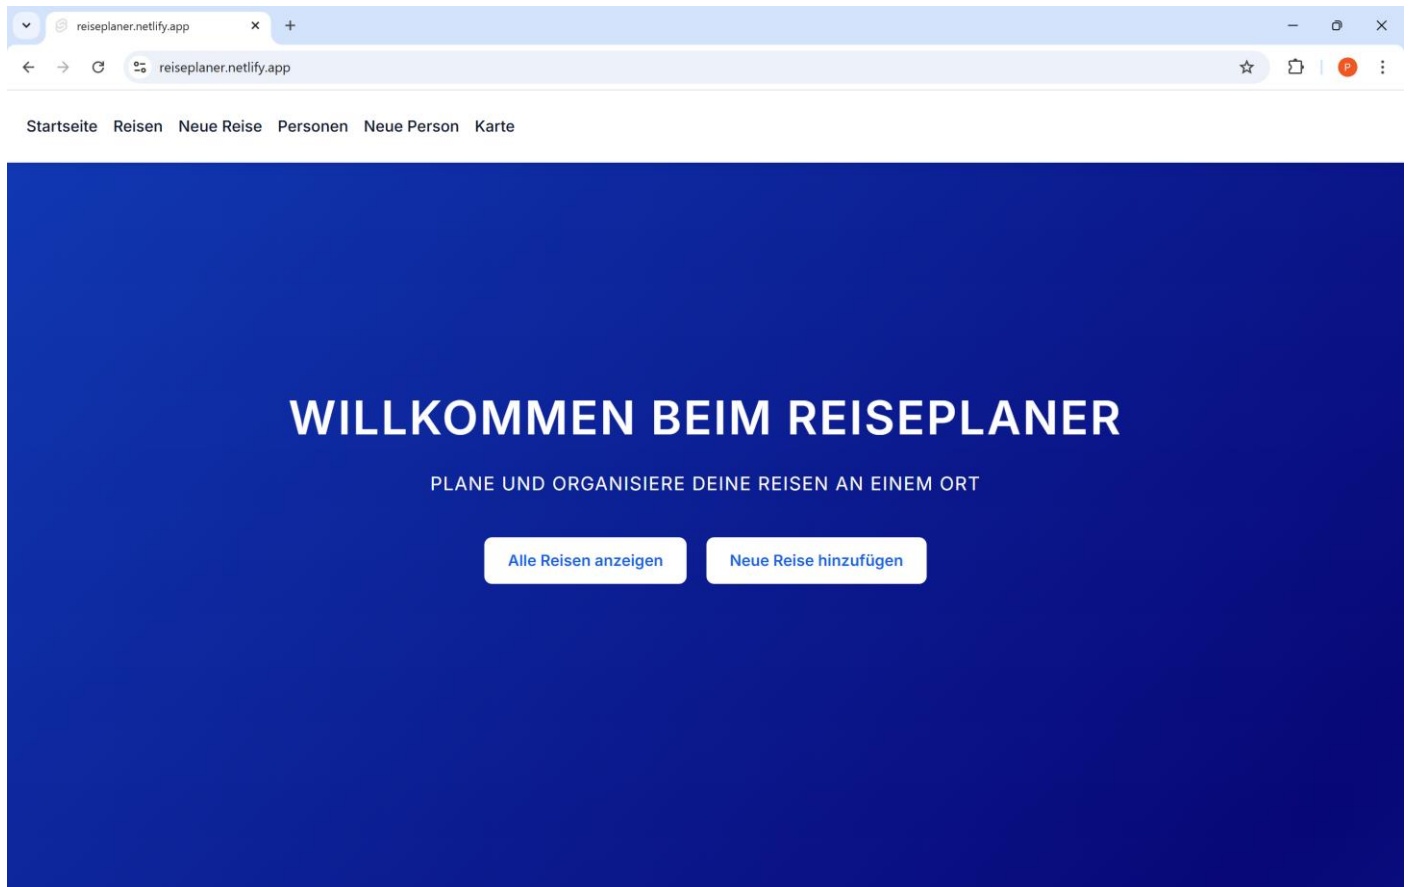 reiseplaner.netlify.app
reiseplaner.netlify.app
P
Startseite Reisen Neue Reise Personen Neue Person Karte
WILLKOMMEN BEIM REISEPLANER
PLANE UND ORGANISIERE DEINE REISEN AN EINEM ORT
Alle Reisen anzeigen Neue Reise hinzufügen